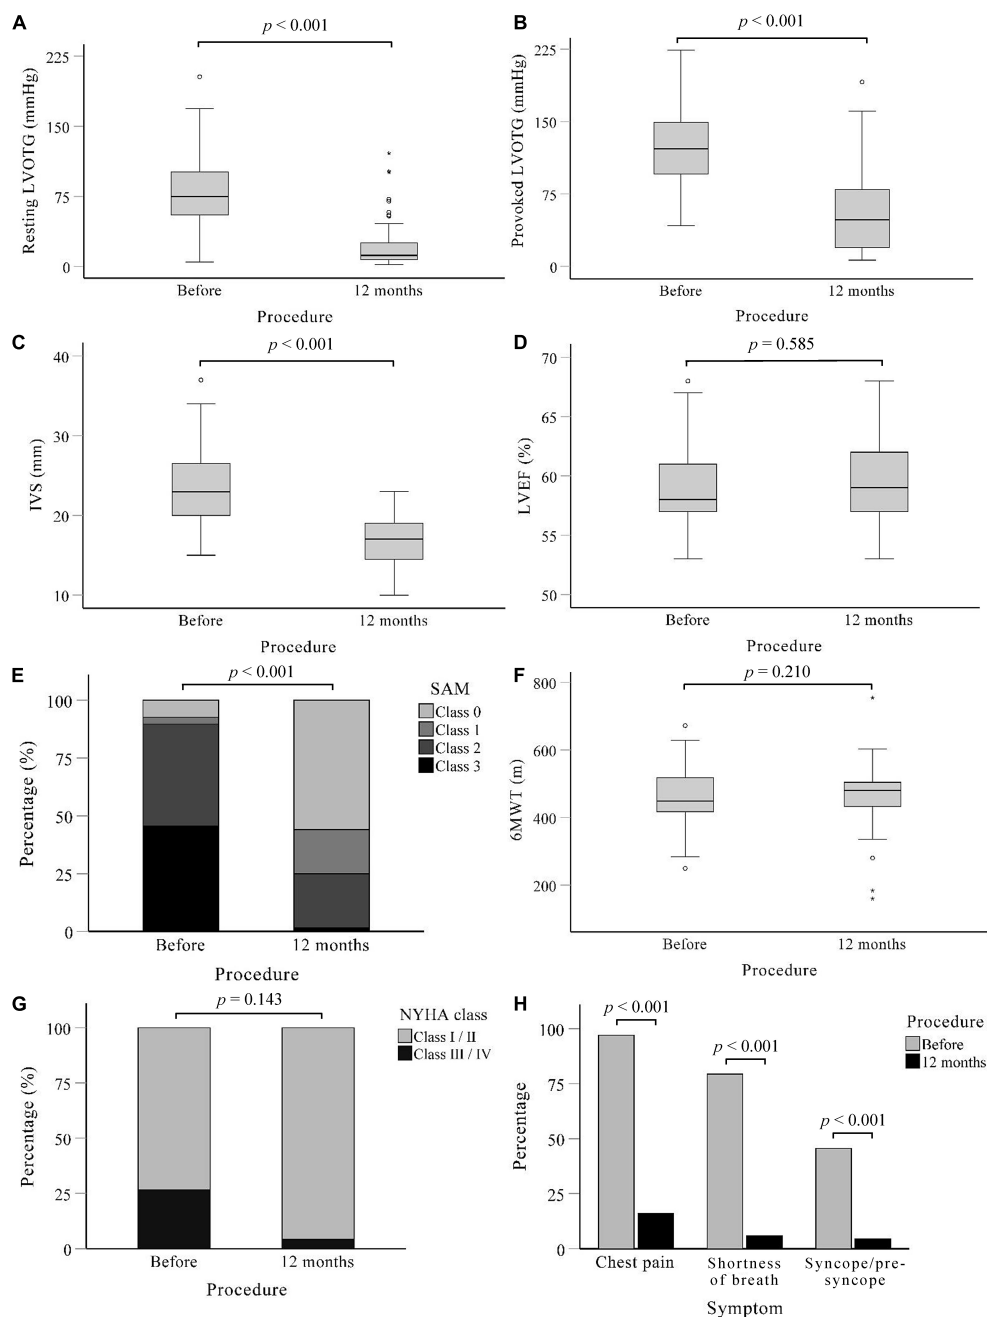 A
p < 0.001
Resting LVOTG (mmHg)
225
150
75
0
Before
12 months
Procedure
B
p < 0.001
Provoked LVOTG (mmHg)
225
150
75
0
Before
12 months
Procedure
C
p < 0.001
IVS (mm)
40
30
20
10
Before
12 months
Procedure
D
p = 0.585
LVEF (%)
70
65
60
55
50
Before
12 months
Procedure
E
p < 0.001
SAM
Class 0
Class 1
Class 2
Class 3
Percentage (%)
100
75
50
25
0
Before
12 months
Procedure
F
p = 0.210
6MWT (m)
800
600
400
200
Before
12 months
Procedure
G
p = 0.143
NYHA class
Class I / II
Class III / IV
Percentage (%)
100
75
50
25
0
Before
12 months
Procedure
H
p < 0.001
p < 0.001
p < 0.001
Procedure
Before
12 months
Percentage
100
75
50
25
0
Chest pain
Shortness
of breath
Syncope/pre-
syncope
Symptom